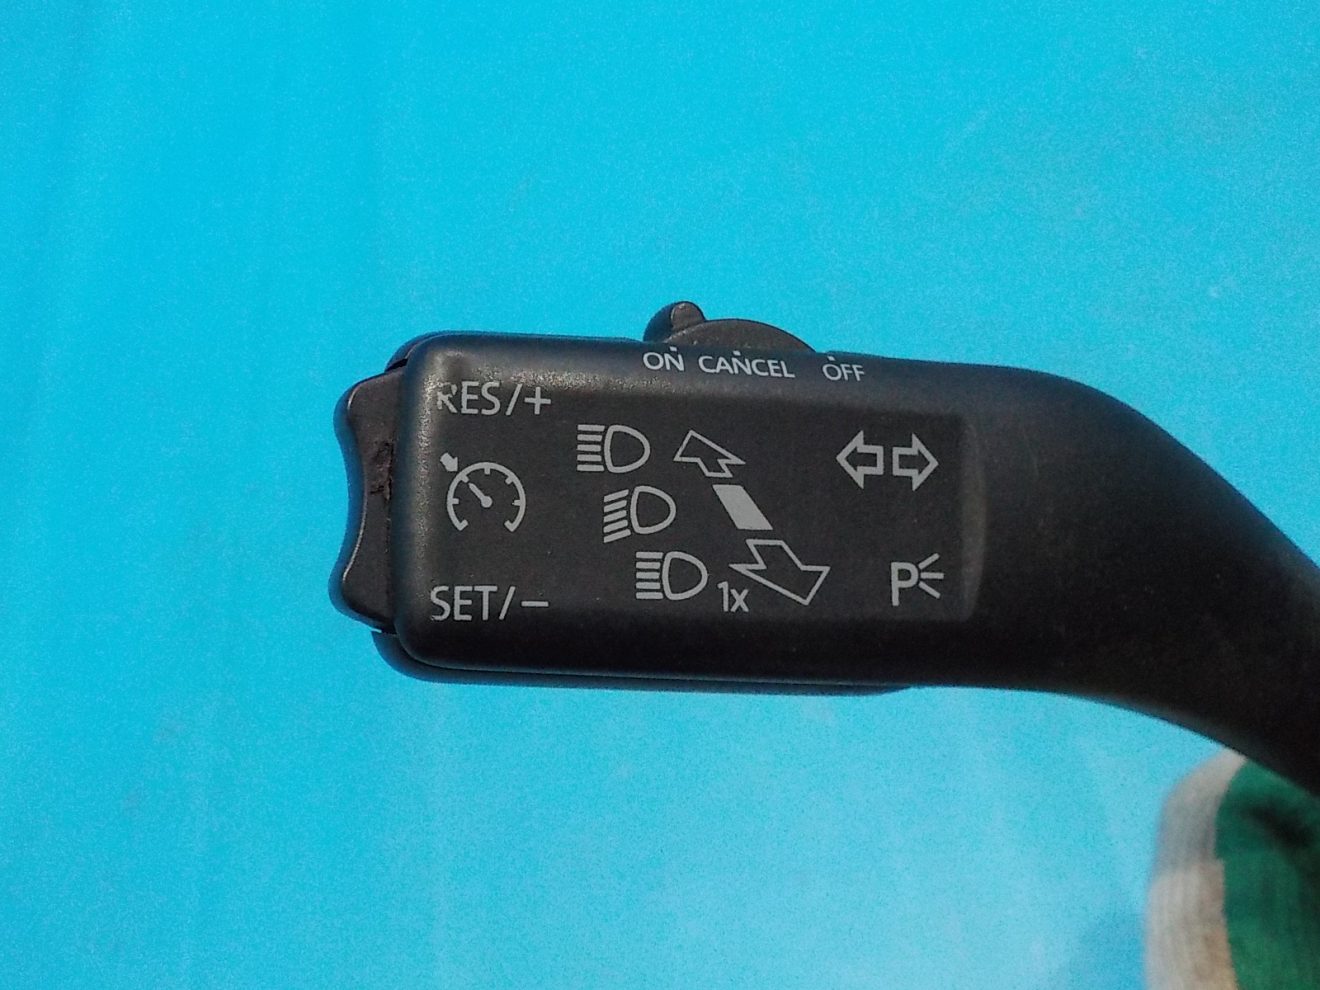 ON CANCEL OFF
RES/+
SET/−
1x
P